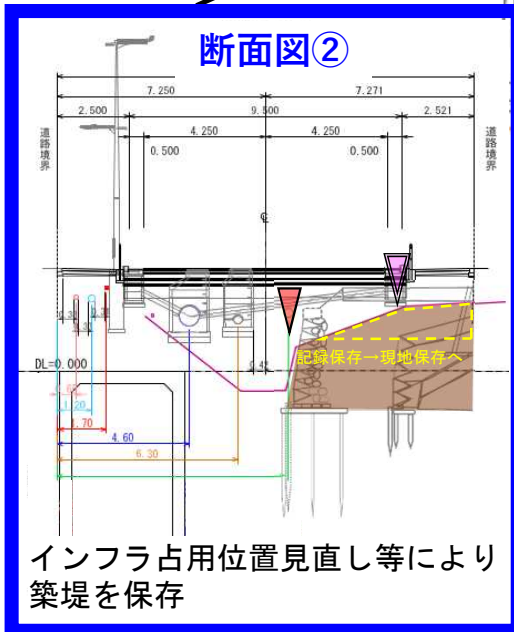 断面図②
7.250
7.271
2.500
9.500
2.521
道路境界
4.250
4.250
道路境界
0.500
0.500
記録保存→現地保存へ
DL=0.000
1.20
1.70
4.60
6.30
インフラ占用位置見直し等により
築堤を保存